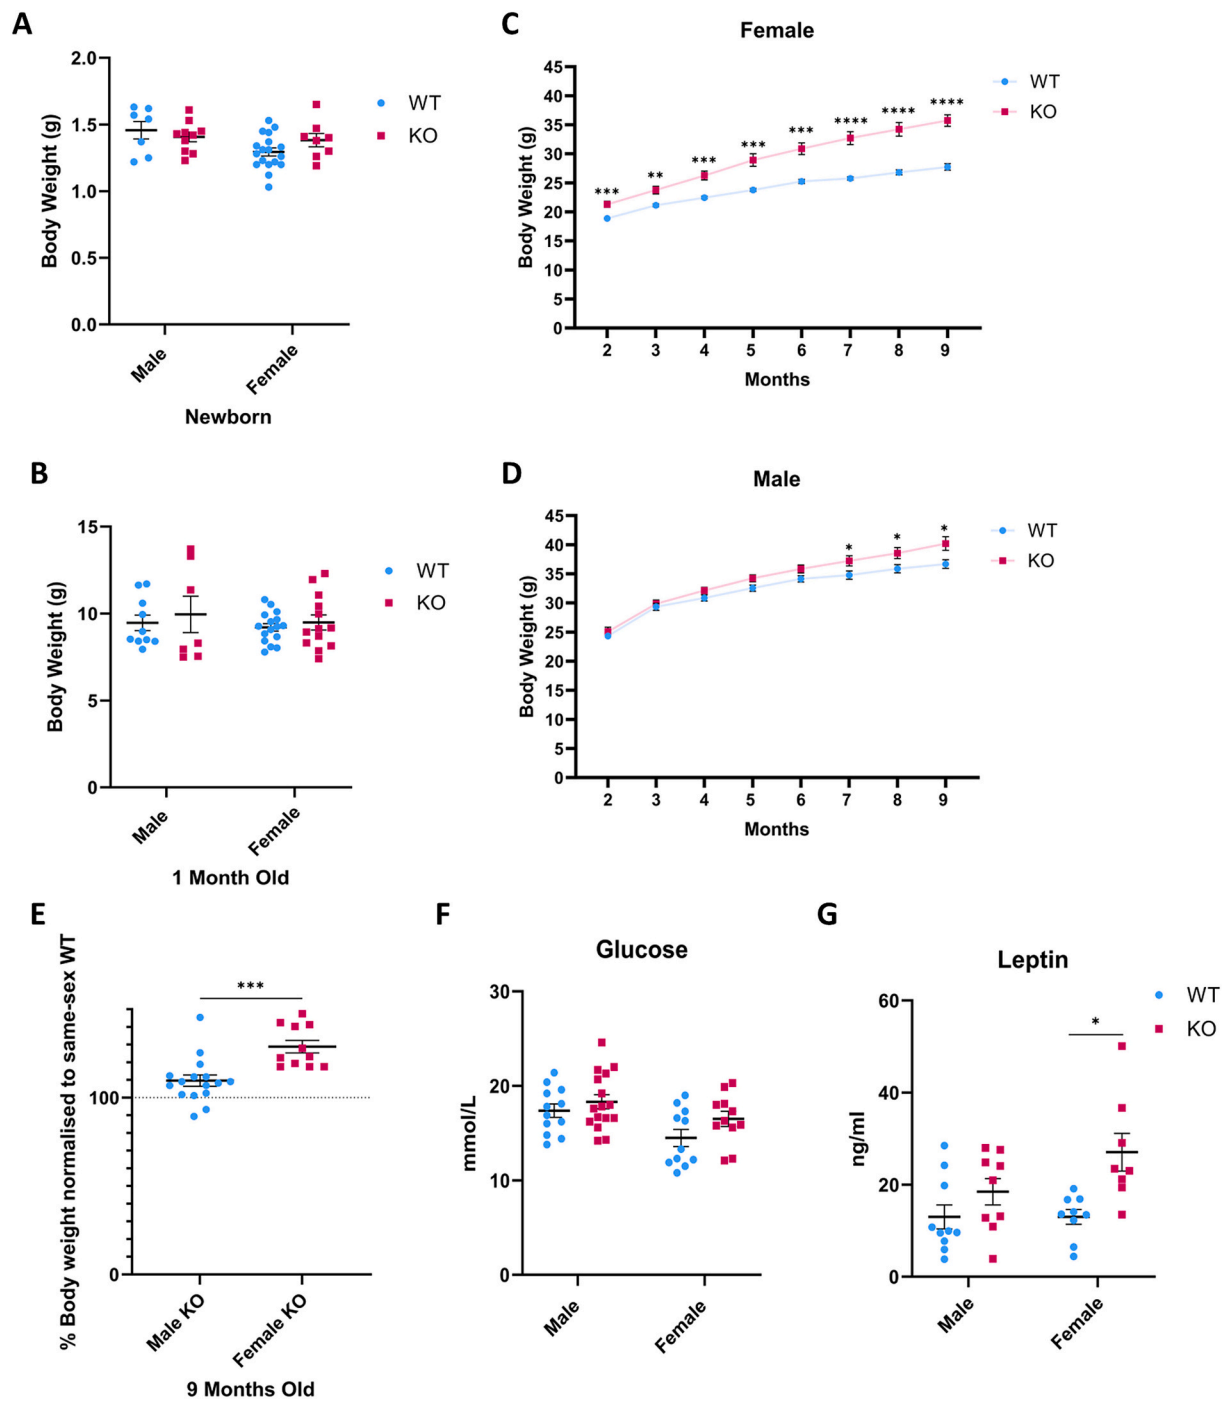 A
2.0
1.5
1.0
0.5
0.0
Body Weight (g)
Male
Female
Newborn
WT
KO
C
Female
45
40
35
30
25
20
15
10
5
0
Body Weight (g)
***
**
***
***
***
****
****
****
2 3 4 5 6 7 8 9
Months
WT
KO
B
15
10
5
0
Body Weight (g)
Male
Female
1 Month Old
WT
KO
D
Male
45
40
35
30
25
20
15
10
5
0
Body Weight (g)
*
*
*
2 3 4 5 6 7 8 9
Months
WT
KO
E
% Body weight normalised to same-sex WT
***
100
0
Male KO
Female KO
9 Months Old
F
Glucose
30
20
10
0
mmol/L
Male
Female
G
Leptin
60
40
20
0
ng/ml
*
Male
Female
WT
KO